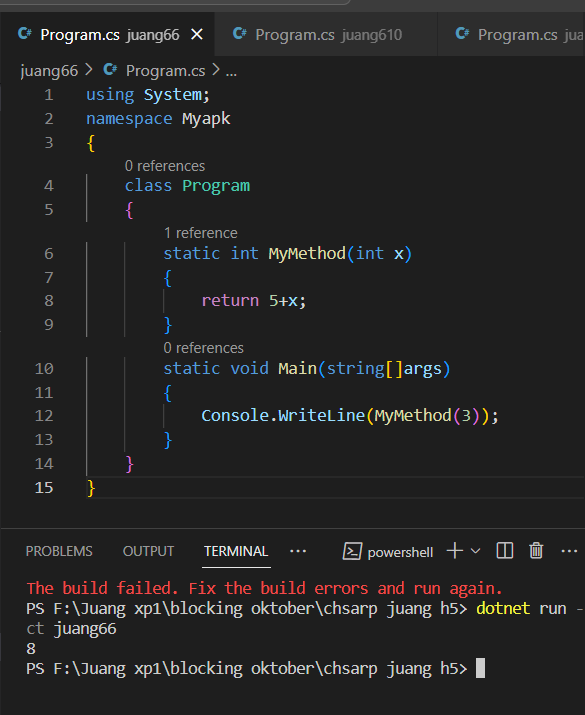 C# Program.cs juang66 × C# Program.cs juang610 C# Program.cs jua
juang66 > C# Program.cs > ...
1 using System;
2 namespace Myapk
3 {
0 references
4 class Program
5 {
1 reference
6 static int MyMethod(int x)
7 {
8 return 5+x;
9 }
0 references
10 static void Main(string[]args)
11 {
12 Console.WriteLine(MyMethod(3));
13 }
14 }
15 }
PROBLEMS OUTPUT TERMINAL ... powershell
The build failed. Fix the build errors and run again.
PS F:\Juang xp1\blocking oktober\chsarp juang h5> dotnet run -
ct juang66
8
PS F:\Juang xp1\blocking oktober\chsarp juang h5>